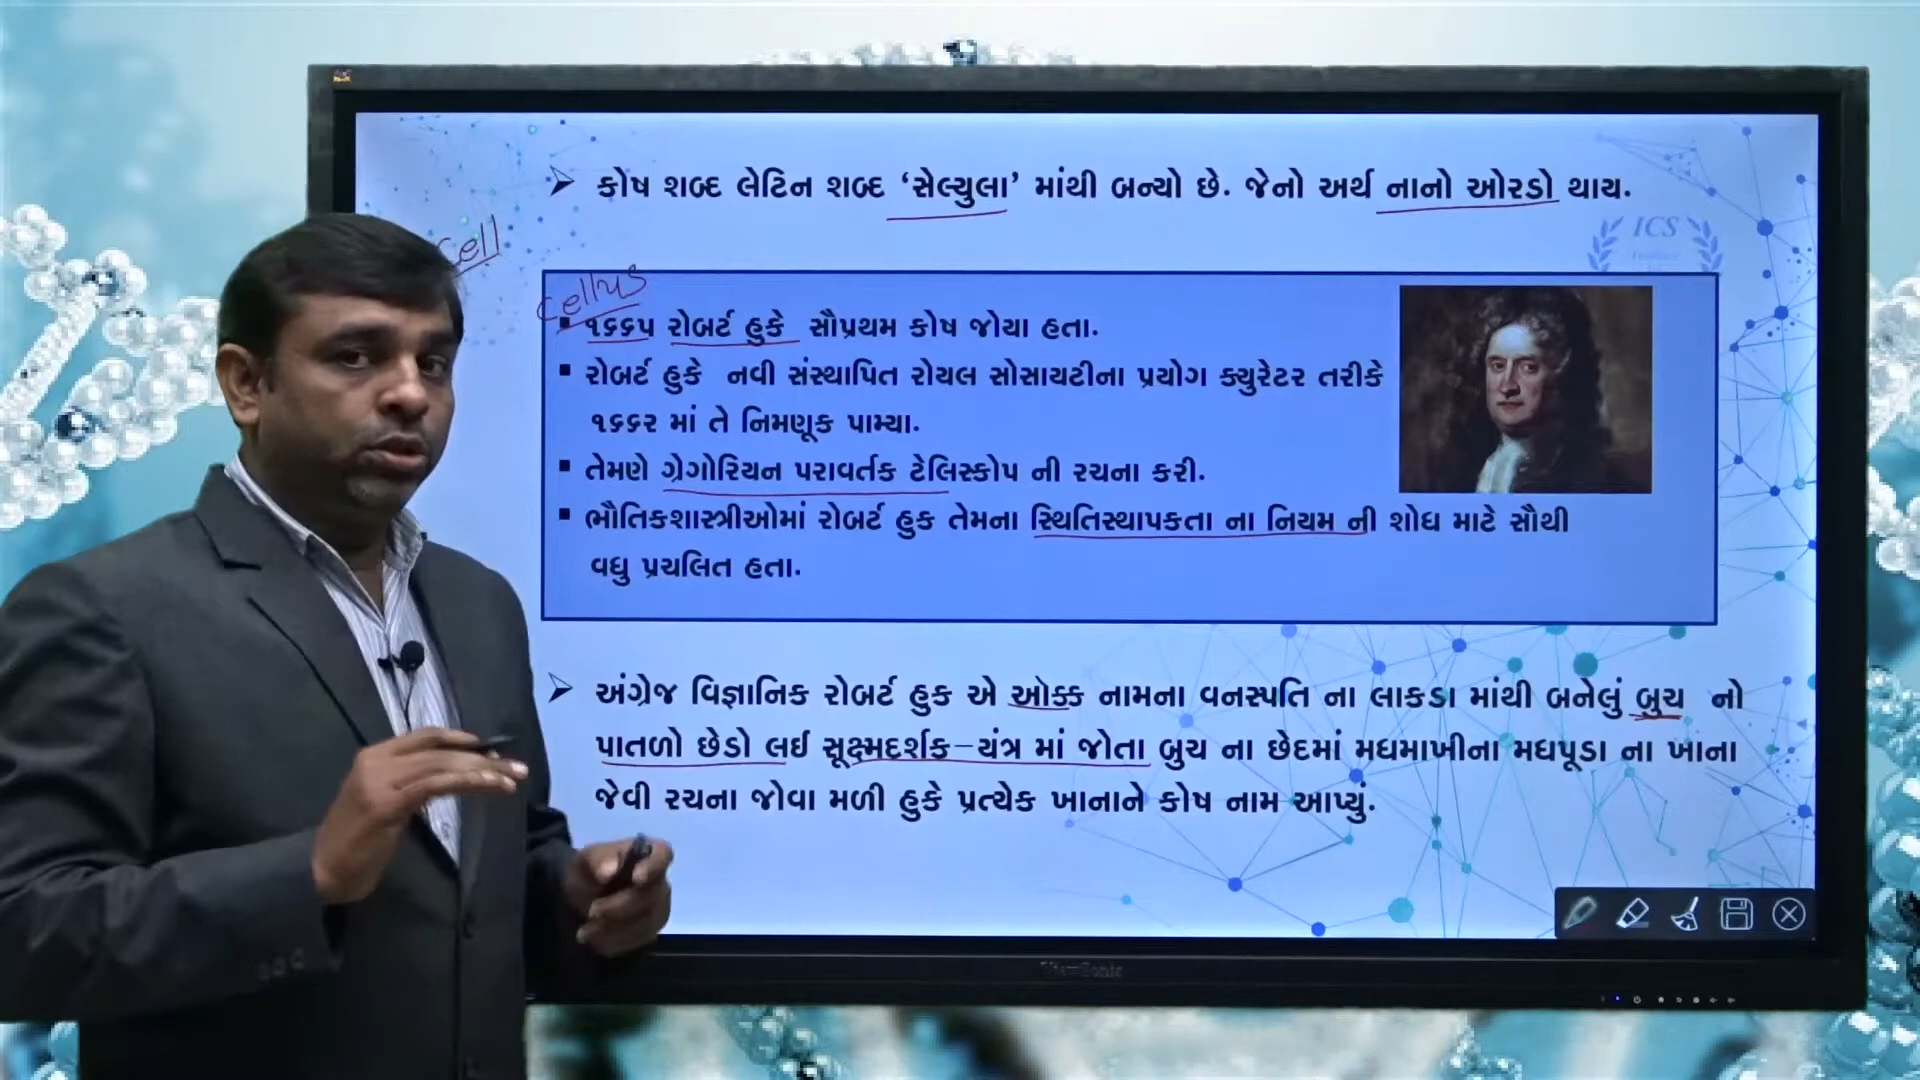 કોષ શબ્દ લેટિન શબ્દ ‘સેલ્યુલા’ માંથી બન્યો છે. જેનો અર્થ નાનો ઓરડો થાય.
ICS
cell
cellus
૧૬૬૫ રોબર્ટ હુકે સૌપ્રથમ કોષ જોયા હતા.
રોબર્ટ હુકે નવી સંસ્થાપિત રોયલ સોસાયટીના પ્રયોગ ક્યુરેટર તરીકે
૧૬૬૨ માં તે નિમણૂક પામ્યા.
તેમણે ગ્રેગોરિયન પરાવર્તક ટેલિસ્કોપ ની રચના કરી.
ભૌતિકશાસ્ત્રીઓમાં રોબર્ટ હુક તેમના સ્થિતિસ્થાપકતા ના નિયમ ની શોધ માટે સૌથી
વધુ પ્રચલિત હતા.
અંગ્રેજ વિજ્ઞાનિક રોબર્ટ હુક એ ઓક્ક નામના વનસ્પતિ ના લાકડા માંથી બનેલું બુચ નો
પાતળો છેડો લઈ સૂક્ષ્મદર્શક-યંત્ર માં જોતા બુચ ના છેદમાં મધમાખીના મધપૂડા ના ખાના
જેવી રચના જોવા મળી હુકે પ્રત્યેક ખાનાને કોષ નામ આપ્યું.
ViewSonic